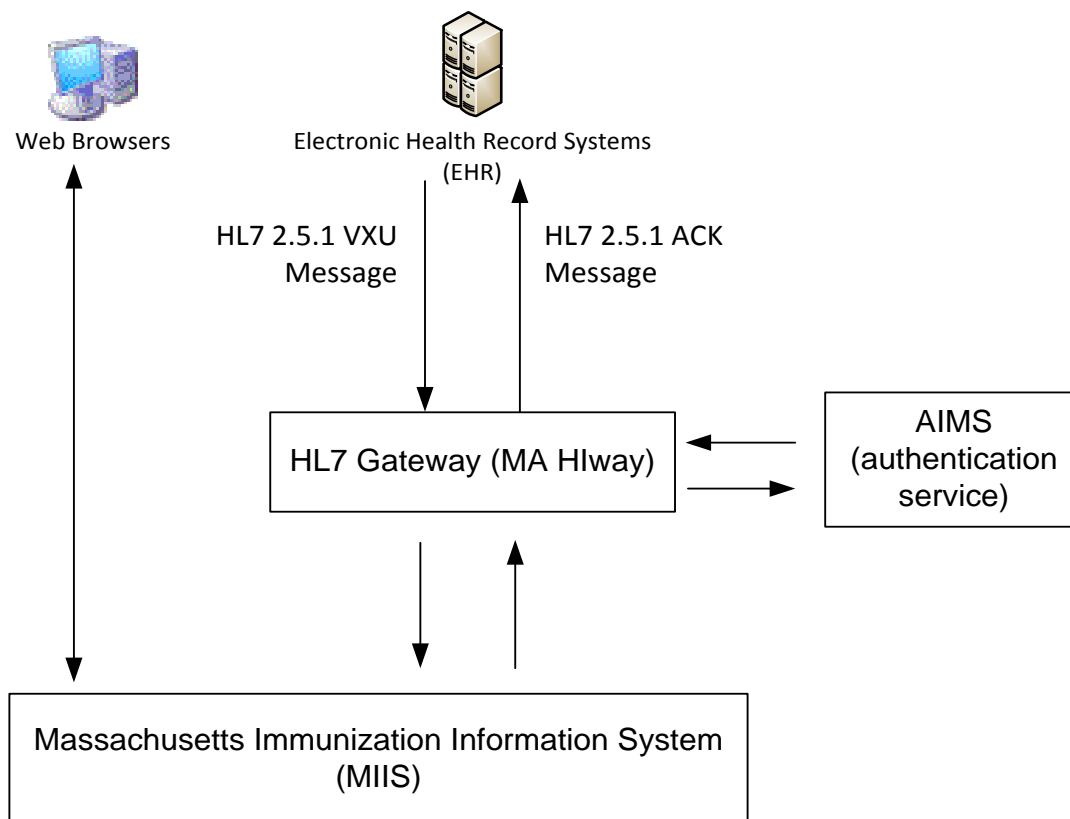 Web Browsers
Electronic Health Record Systems
(EHR)
HL7 2.5.1 VXU
Message
HL7 2.5.1 ACK
Message
HL7 Gateway (MA HIway)
AIMS
(authentication
service)
Massachusetts Immunization Information System
(MIIS)